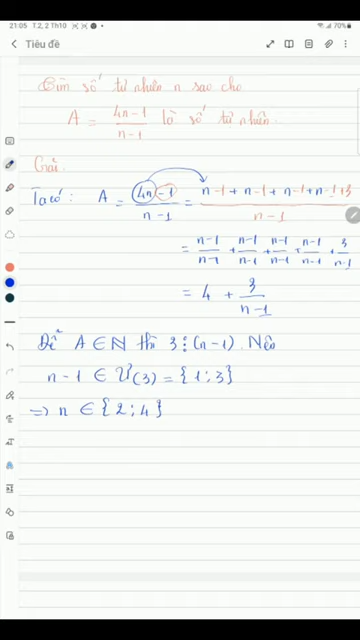 21:05 T.2, 2 Th10 70%
Tiêu đề
Tìm số tự nhiên n sao cho
A = (4n-1)/(n-1) là số tự nhiên.
Giải
Ta có: A = (4n-1)/(n-1) = (n-1+n-1+n-1+n-1+3)/(n-1)
= (n-1)/(n-1) + (n-1)/(n-1) + (n-1)/(n-1) + (n-1)/(n-1) + 3/(n-1)
= 4 + 3/(n-1)
Để A ∈ N thì 3 ⋮ (n-1). Nên
n-1 ∈ Ư(3) = {1; 3}
=> n ∈ {2; 4}